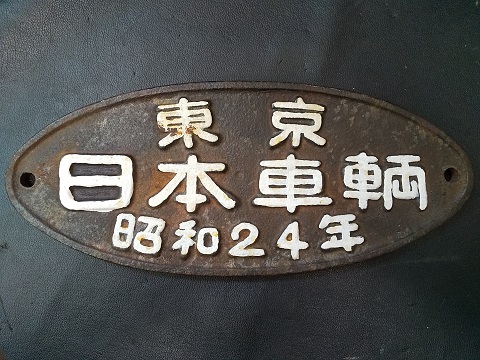 東京
日本車輌
昭和24年